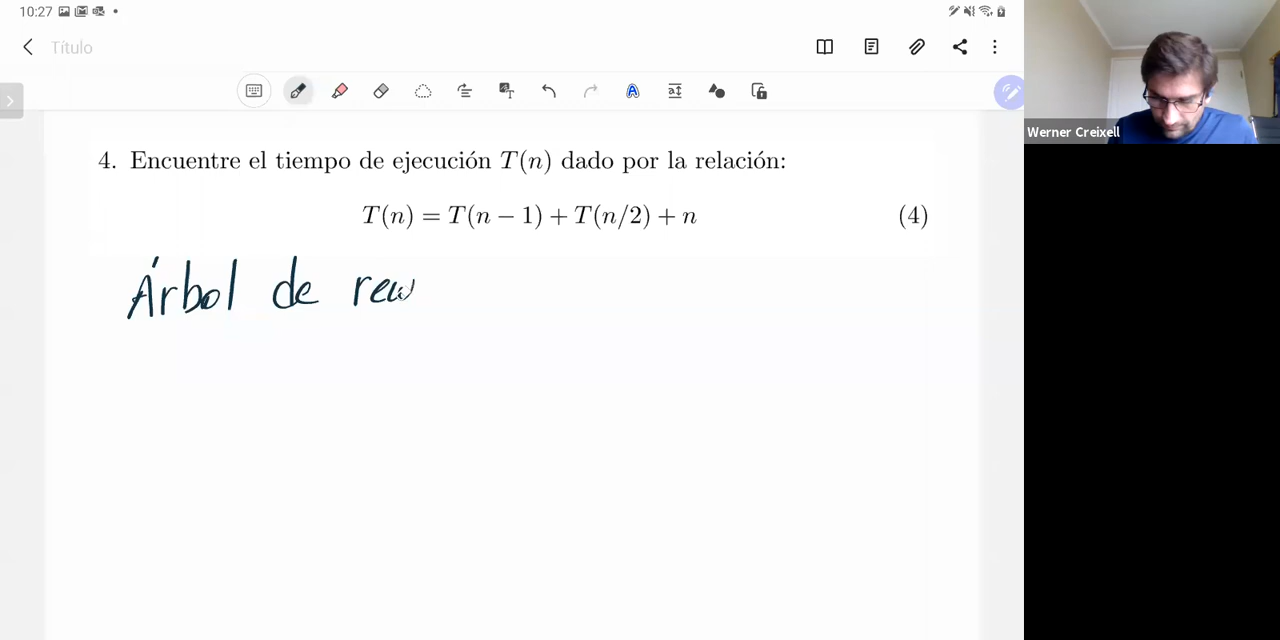 10:27
Título
4. Encuentre el tiempo de ejecución T(n) dado por la relación:
T(n) = T(n − 1) + T(n/2) + n (4)
Árbol de recu
Werner Creixell